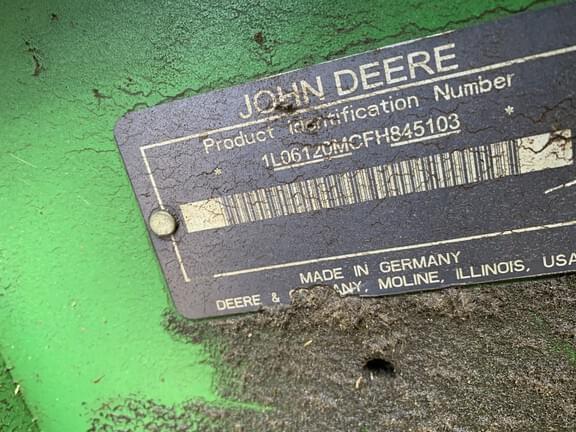 JOHN DEERE
Product Identification Number
* 1L06120MCFH845103 *
MADE IN GERMANY
DEERE & COMPANY, MOLINE, ILLINOIS, USA